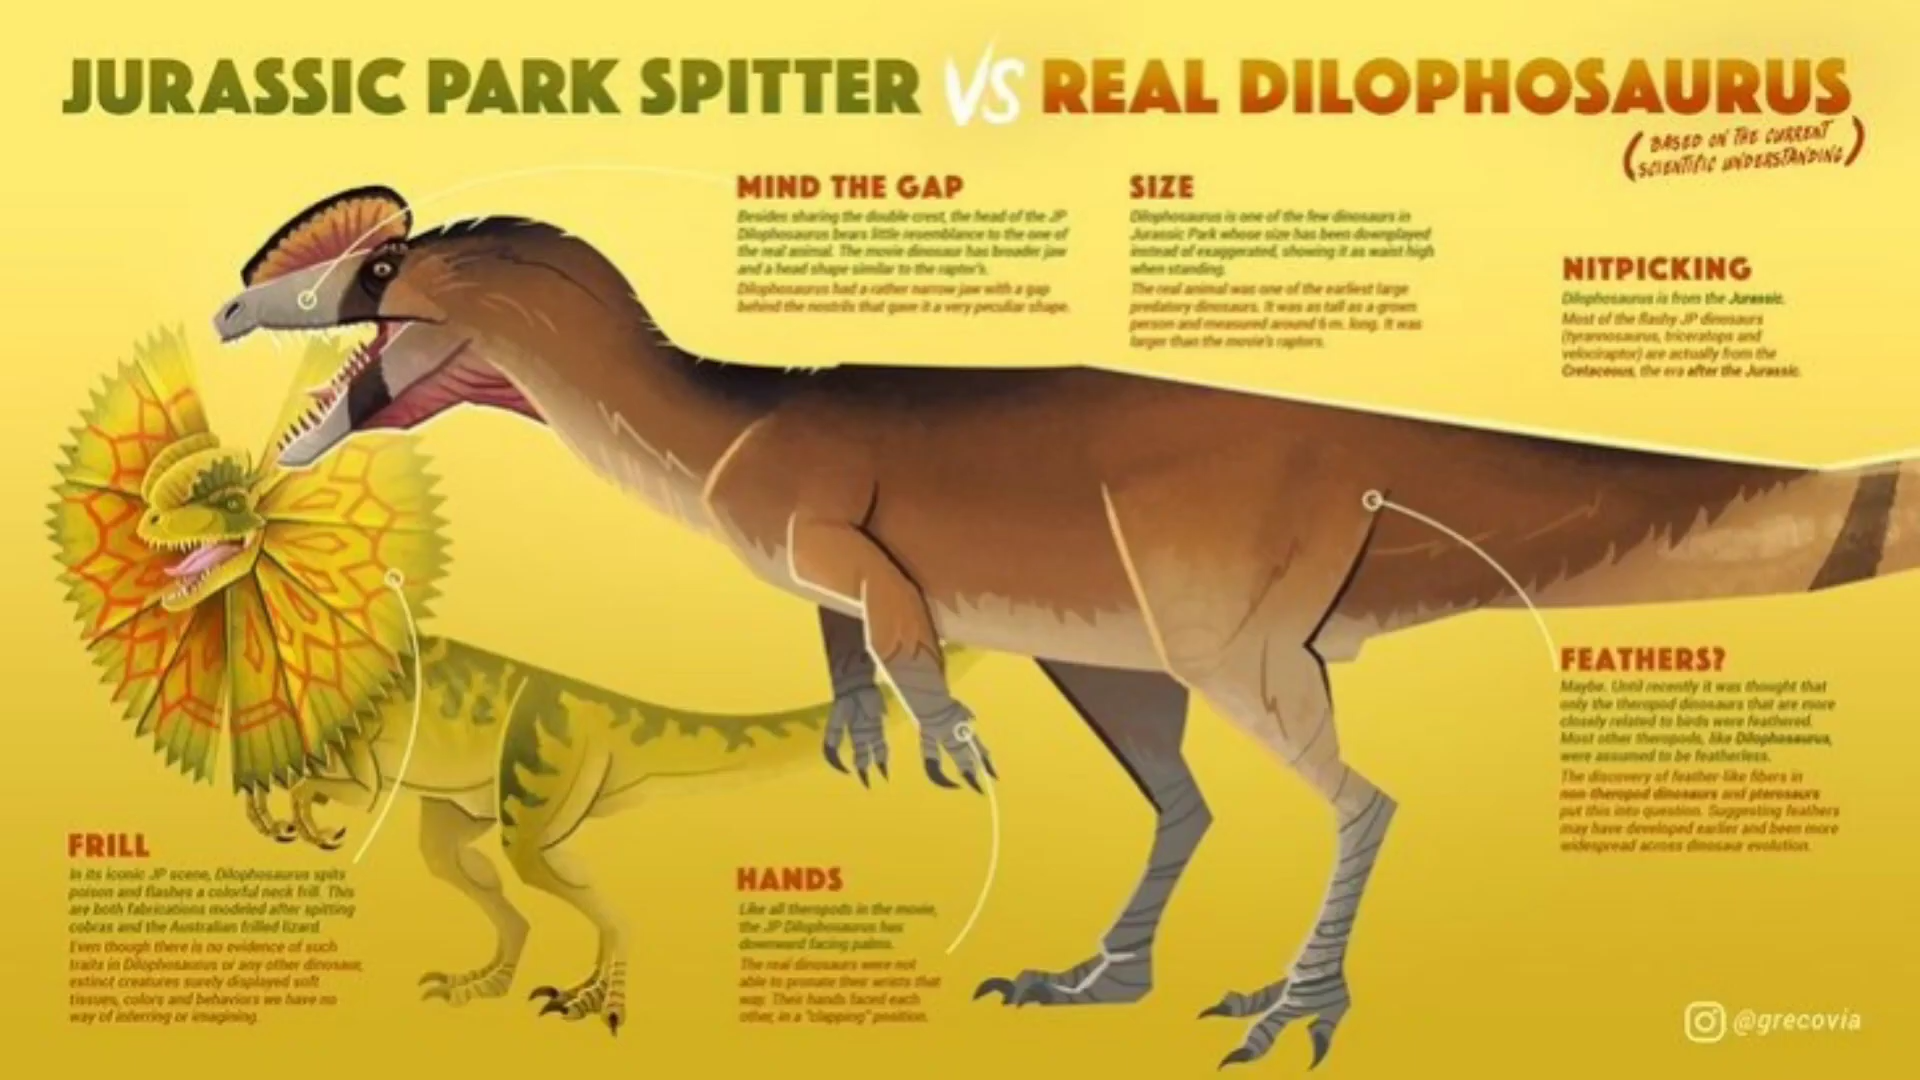 JURASSIC PARK SPITTER VS REAL DILOPHOSAURUS
(BASED ON THE CURRENT
SCIENTIFIC UNDERSTANDING)
MIND THE GAP
Besides sharing the double crest, the head of the JP
Dilophosaurus bears little resemblance to the one of
the real animal. The movie dinosaur has broader jaw
and a head shape similar to the raptor's.
Dilophosaurus had a rather narrow jaw with a gap
behind the nostrils that gave it a very peculiar shape.
SIZE
Dilophosaurus is one of the few dinosaurs in
Jurassic Park whose size has been downplayed
instead of exaggerated, showing it as waist high
when standing.
The real animal was one of the earliest large
predatory dinosaurs. It was as tall as a grown
person and measured around 6 m. long. It was
larger than the movie's raptors.
NITPICKING
Dilophosaurus is from the Jurassic.
Most of the flashy JP dinosaurs
(tyrannosaurus, triceratops and
velociraptor) are actually from the
Cretaceous, the era after the Jurassic.
FEATHERS?
Maybe. Until recently it was thought that
only the theropod dinosaurs that are more
closely related to birds were feathered.
Most other theropods, like Dilophosaurus,
were assumed to be featherless.
The discovery of feather-like fibers in
non-theropod dinosaurs and pterosaurs
put this into question. Suggesting feathers
may have developed earlier and been more
widespread across dinosaur evolution.
FRILL
In its iconic JP scene, Dilophosaurus spits
poison and flashes a colorful neck frill. This
are both fabrications modeled after spitting
cobras and the Australian frilled lizard.
Even though there is no evidence of such
traits in Dilophosaurus or any other dinosaur,
extinct creatures surely displayed soft
tissues, colors and behaviors we have no
way of inferring or imagining.
HANDS
Like all theropods in the movie,
the JP Dilophosaurus has
downward facing palms.
The real dinosaurs were not
able to pronate their wrists that
way. Their hands faced each
other, in a "clapping" position.
@grecovia